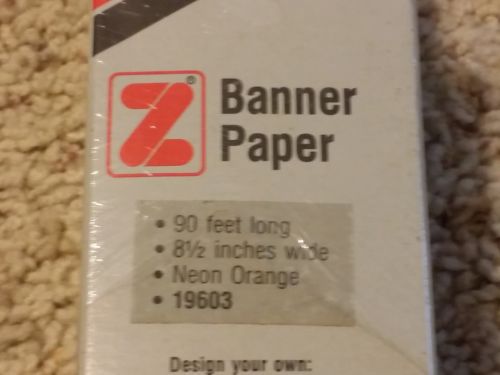 Z®
Banner
Paper
• 90 feet long
• 8½ inches wide
• Neon Orange
• 19603
Design your own: